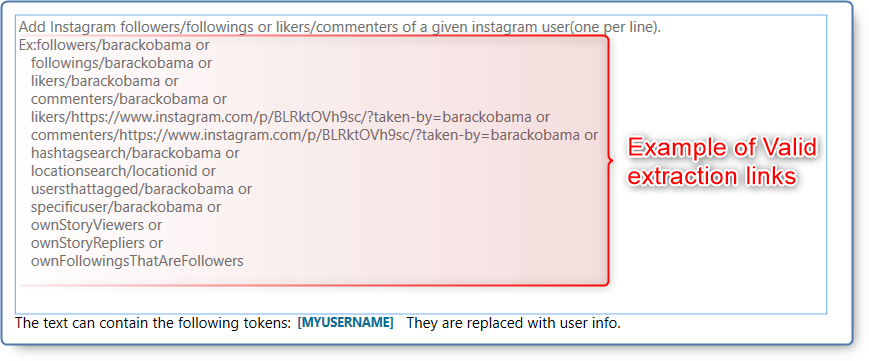 Add Instagram followers/followings or likers/commenters of a given instagram user(one per line).
Ex:followers/barackobama or
followings/barackobama or
likers/barackobama or
commenters/barackobama or
likers/https://www.instagram.com/p/BLRktOVh9sc/?taken-by=barackobama or
commenters/https://www.instagram.com/p/BLRktOVh9sc/?taken-by=barackobama or
hashtagsearch/barackobama or
locationsearch/locationid or
usersthattagged/barackobama or
specificuser/barackobama or
ownStoryViewers or
ownStoryRepliers or
ownFollowingsThatAreFollowers
Example of Valid
extraction links
The text can contain the following tokens: [MYUSERNAME] They are replaced with user info.